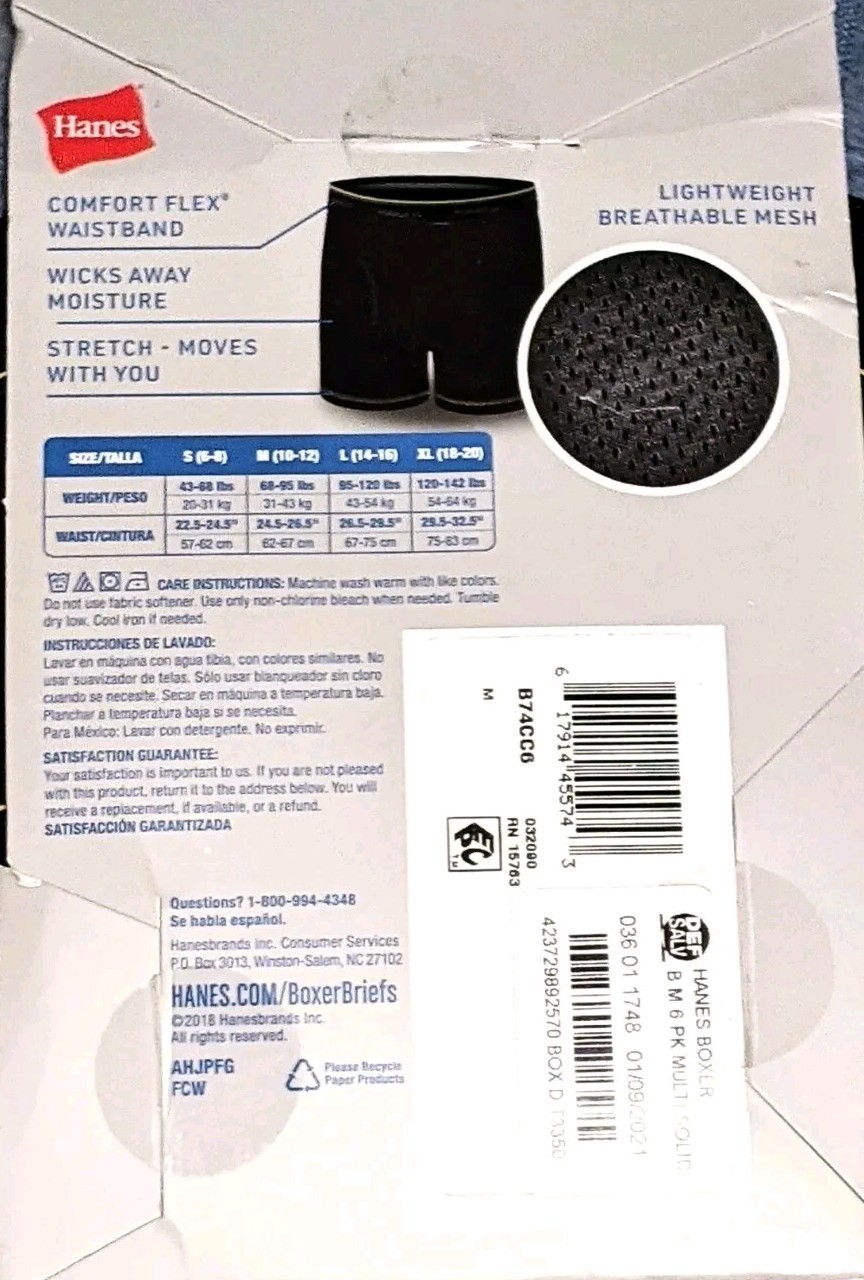 Hanes
COMFORT FLEX®
WAISTBAND
LIGHTWEIGHT
BREATHABLE MESH
WICKS AWAY
MOISTURE
STRETCH - MOVES
WITH YOU
SIZE/TALLA S (6-8) M (10-12) L (14-16) XL (18-20)
WEIGHT/PESO 43-68 lbs 68-95 lbs 95-120 lbs 120-142 lbs
20-31 kg 31-43 kg 43-54 kg 54-64 kg
WAIST/CINTURA 22.5-24.5" 24.5-26.5" 26.5-29.5" 29.5-32.5"
57-62 cm 62-67 cm 67-75 cm 75-83 cm
CARE INSTRUCTIONS: Machine wash warm with like colors.
Do not use fabric softener. Use only non-chlorine bleach when needed. Tumble
dry low. Cool iron if needed.
INSTRUCCIONES DE LAVADO:
Lavar en máquina con agua tibia, con colores similares. No
usar suavizador de telas. Sólo usar blanqueador sin cloro
cuando se necesite. Secar en máquina a temperatura baja.
Planchar a temperatura baja si se necesita.
Para México: Lavar con detergente. No exprimir.
SATISFACTION GUARANTEE:
Your satisfaction is important to us. If you are not pleased
with this product, return it to the address below. You will
receive a replacement, if available, or a refund.
SATISFACCIÓN GARANTIZADA
Questions? 1-800-994-4348
Se habla español.
Hanesbrands Inc. Consumer Services
P.O. Box 3013, Winston-Salem, NC 27102
HANES.COM/BoxerBriefs
©2018 Hanesbrands Inc.
All rights reserved.
AHJPFG
FCW
Please Recycle
Paper Products
6 17914 45574 3
B74CC6
M
032090
RN 15763
HANES BOXER
B M 6 PK MULTI SOLID
036 01 1748 01/09/2021
423729892570 BOX D T3350